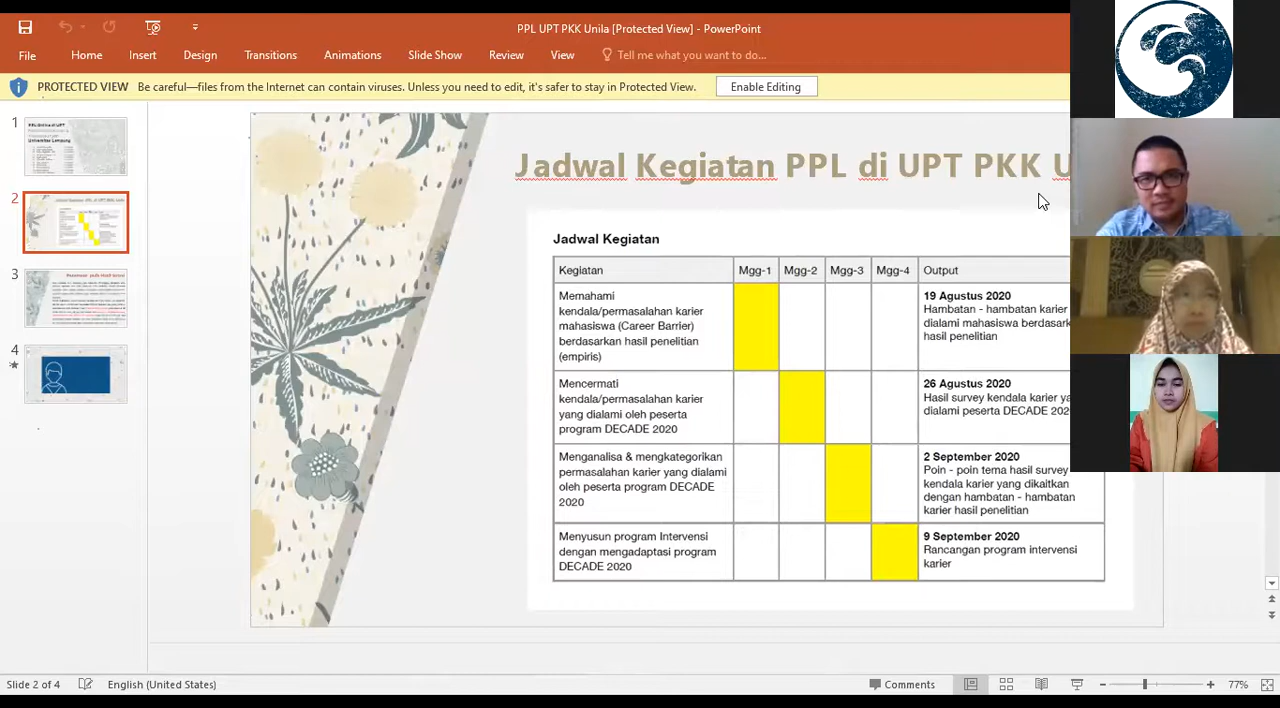 PPL UPT PKK Unila [Protected View] - PowerPoint
File Home Insert Design Transitions Animations Slide Show Review View Tell me what you want to do...
PROTECTED VIEW Be careful—files from the Internet can contain viruses. Unless you need to edit, it's safer to stay in Protected View. Enable Editing
1
2
3
4
Jadwal Kegiatan PPL di UPT PKK U
Jadwal Kegiatan
Kegiatan Mgg-1 Mgg-2 Mgg-3 Mgg-4 Output
Memahami
kendala/permasalahan karier
mahasiswa (Career Barrier)
berdasarkan hasil penelitian
(empiris)
19 Agustus 2020
Hambatan - hambatan karier
dialami mahasiswa berdasark
hasil penelitian
Mencermati
kendala/permasalahan karier
yang dialami oleh peserta
program DECADE 2020
26 Agustus 2020
Hasil survey kendala karier ya
dialami peserta DECADE 202
Menganalisa & mengkategorikan
permasalahan karier yang dialami
oleh peserta program DECADE
2020
2 September 2020
Poin - poin tema hasil survey
kendala karier yang dikaitkan
dengan hambatan - hambatan
karier hasil penelitian
Menyusun program Intervensi
dengan mengadaptasi program
DECADE 2020
9 September 2020
Rancangan program intervensi
karier
Slide 2 of 4 English (United States) Comments 77%